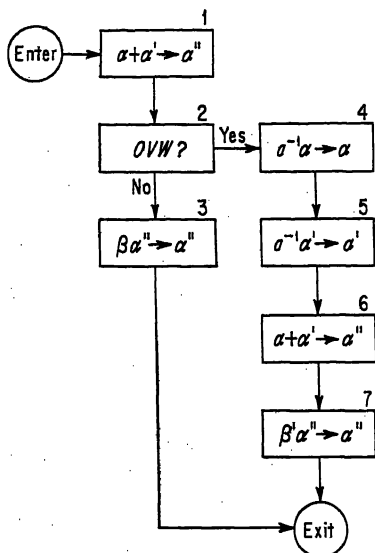 1
Enter
α+α'→α"
2
OVW?
Yes
No
3
βα"→α"
4
a⁻¹α→α
5
a⁻¹α'→α'
6
α+α'→α"
7
β'α"→α"
Exit